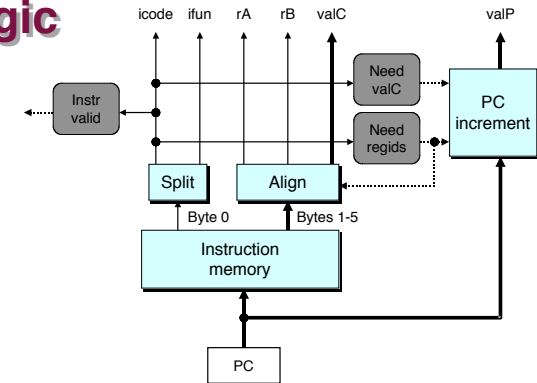 gic
icode ifun rA rB valC valP
Need
valC
Instr
valid
PC
increment
Need
regids
Split
Align
Byte 0
Bytes 1-5
Instruction
memory
PC